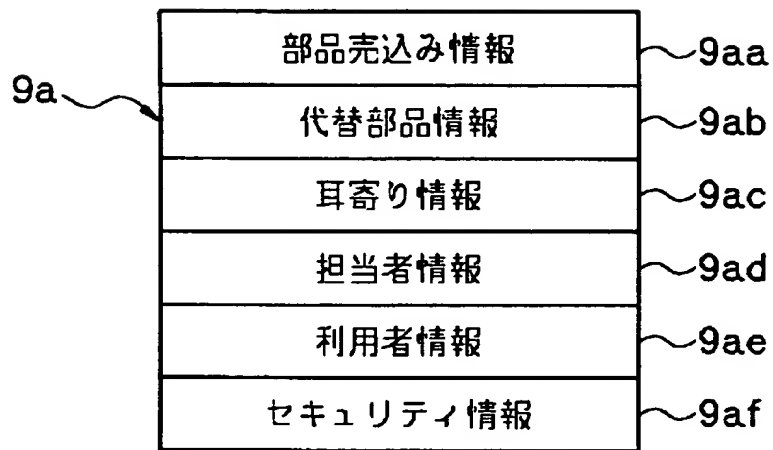 部品売込み情報 9aa
9a
代替部品情報 9ab
耳寄り情報 9ac
担当者情報 9ad
利用者情報 9ae
セキュリティ情報 9af